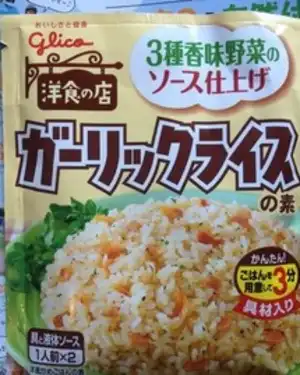 おいしさと健康
glico
3種香味野菜の
ソース仕上げ
洋食の店
ガーリックライス
の素
かんたん!
ごはんを
用意して3分
具材入り
具と液体ソース
1人前×2